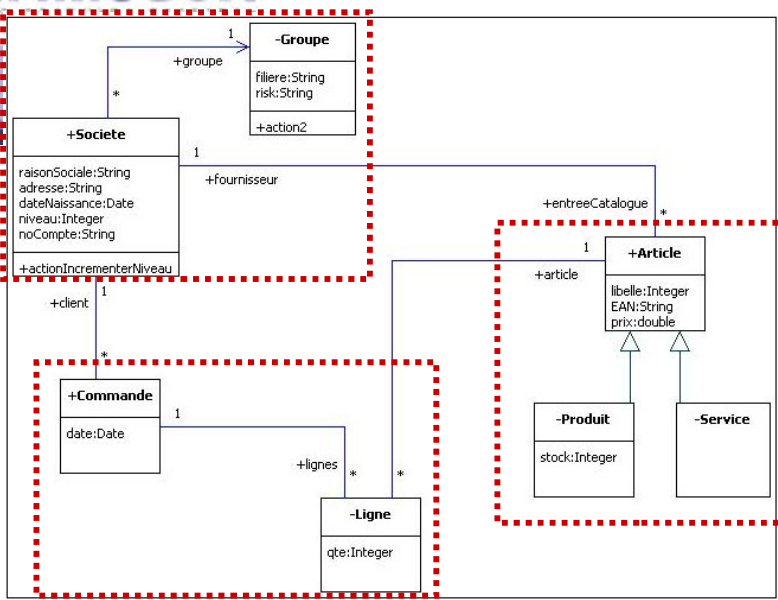 1
-Groupe
+groupe
filiere:String
risk:String
*
+action2
+Societe
1
raisonSociale:String
+fournisseur
adresse:String
dateNaissance:Date
niveau:Integer
noCompte:String
+entreeCatalogue
*
+actionIncrementerNiveau
1
+Article
+article
1
+client
libelle:Integer
EAN:String
prix:double
*
+Commande
1
date:Date
-Produit
-Service
stock:Integer
+lignes
*
*
-Ligne
qte:Integer